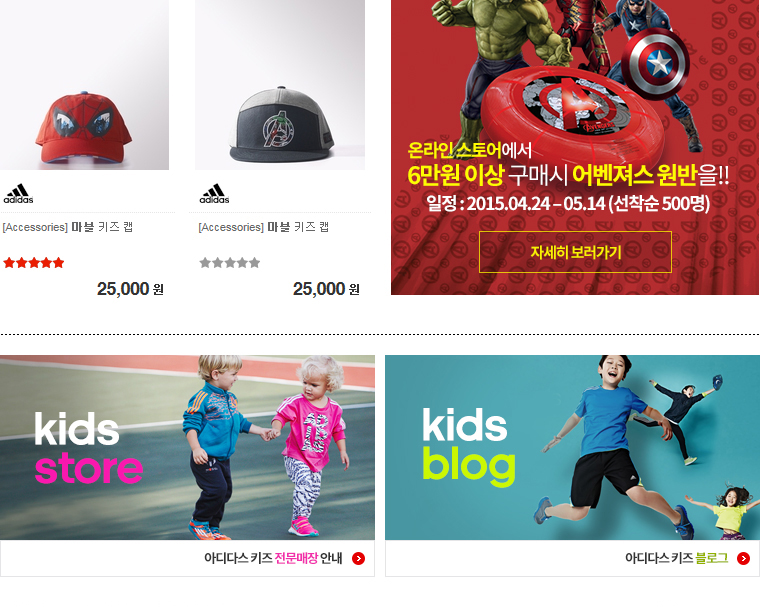 adidas
[Accessories] 마블 키즈 캡
25,000 원
adidas
[Accessories] 마블 키즈 캡
25,000 원
온라인 스토어에서
6만원 이상 구매시 어벤져스 원반을!!
일정 : 2015.04.24 – 05.14 (선착순 500명)
자세히 보러가기
kids
store
아디다스 키즈 전문매장 안내
kids
blog
아디다스 키즈 블로그